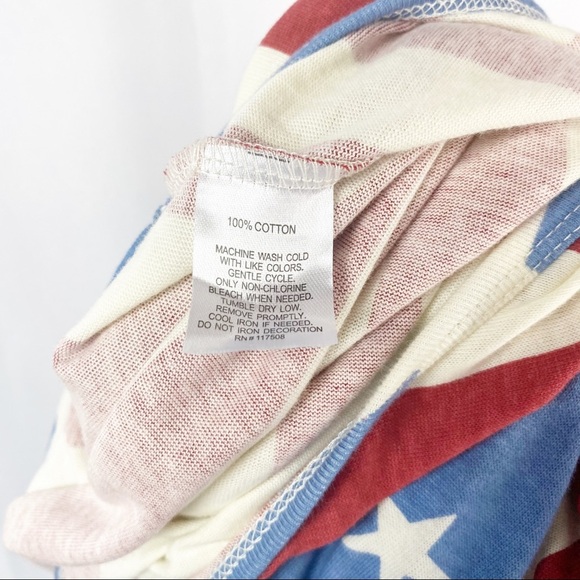 100% COTTON
MACHINE WASH COLD
WITH LIKE COLORS.
GENTLE CYCLE.
ONLY NON-CHLORINE
BLEACH WHEN NEEDED.
TUMBLE DRY LOW.
REMOVE PROMPTLY.
COOL IRON IF NEEDED.
DO NOT IRON DECORATION
RN # 117508